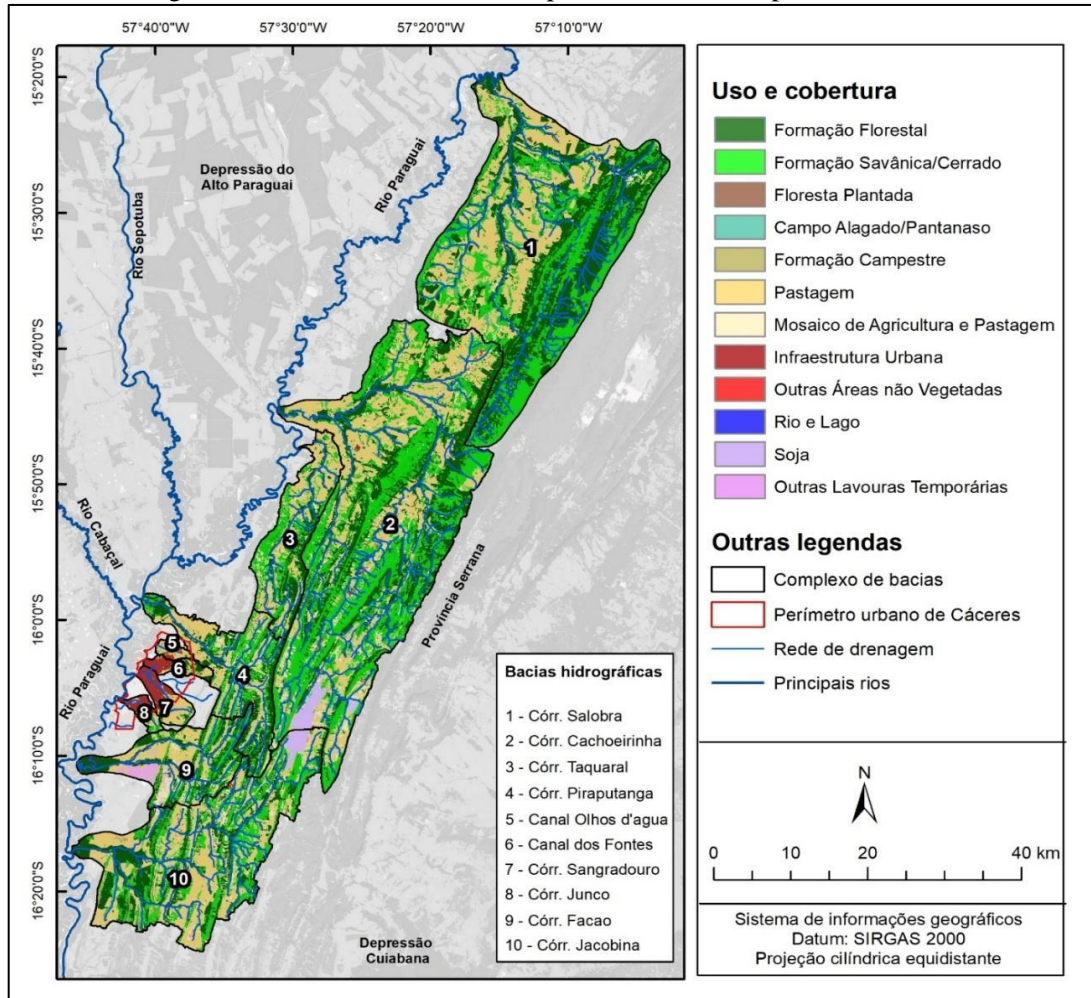 57°40'0"W
57°30'0"W
57°20'0"W
57°10'0"W
15°20'0"S
15°30'0"S
15°40'0"S
15°50'0"S
16°0'0"S
16°10'0"S
16°20'0"S
Depressão do
Alto Paraguai
Rio Sepotuba
Rio Paraguai
Rio Cabaçal
Rio Paraguai
Província Serrana
Depressão
Cuiabana
1
2
3
4
5
6
7
8
9
10
Bacias hidrográficas
1 - Córr. Salobra
2 - Córr. Cachoeirinha
3 - Córr. Taquaral
4 - Córr. Piraputanga
5 - Canal Olhos d'agua
6 - Canal dos Fontes
7 - Córr. Sangradouro
8 - Córr. Junco
9 - Córr. Facao
10 - Córr. Jacobina
Uso e cobertura
Formação Florestal
Formação Savânica/Cerrado
Floresta Plantada
Campo Alagado/Pantanaso
Formação Campestre
Pastagem
Mosaico de Agricultura e Pastagem
Infraestrutura Urbana
Outras Áreas não Vegetadas
Rio e Lago
Soja
Outras Lavouras Temporárias
Outras legendas
Complexo de bacias
Perímetro urbano de Cáceres
Rede de drenagem
Principais rios
N
0 10 20 40 km
Sistema de informações geográficos
Datum: SIRGAS 2000
Projeção cilíndrica equidistante